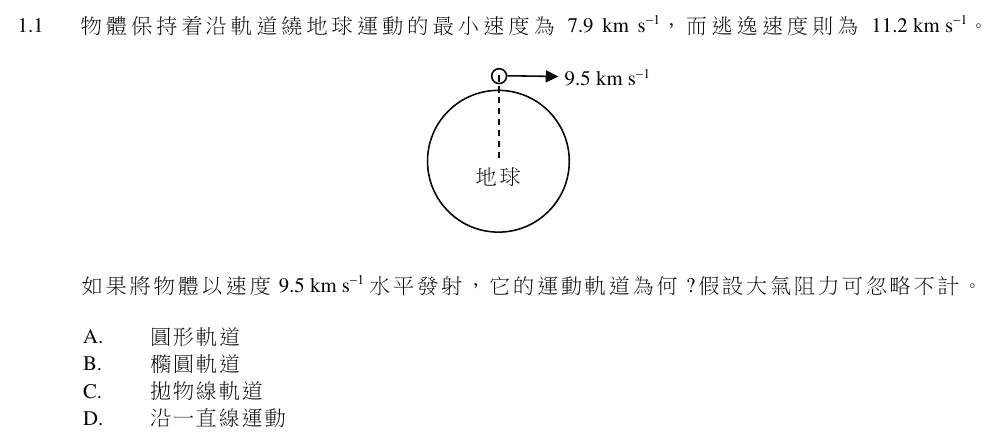 1.1 物體保持着沿軌道繞地球運動的最小速度為 7.9 km s⁻¹，而逃逸速度則為 11.2 km s⁻¹。
9.5 km s⁻¹
地球
如果將物體以速度 9.5 km s⁻¹ 水平發射，它的運動軌道為何？假設大氣阻力可忽略不計。
A. 圓形軌道
B. 橢圓軌道
C. 拋物線軌道
D. 沿一直線運動